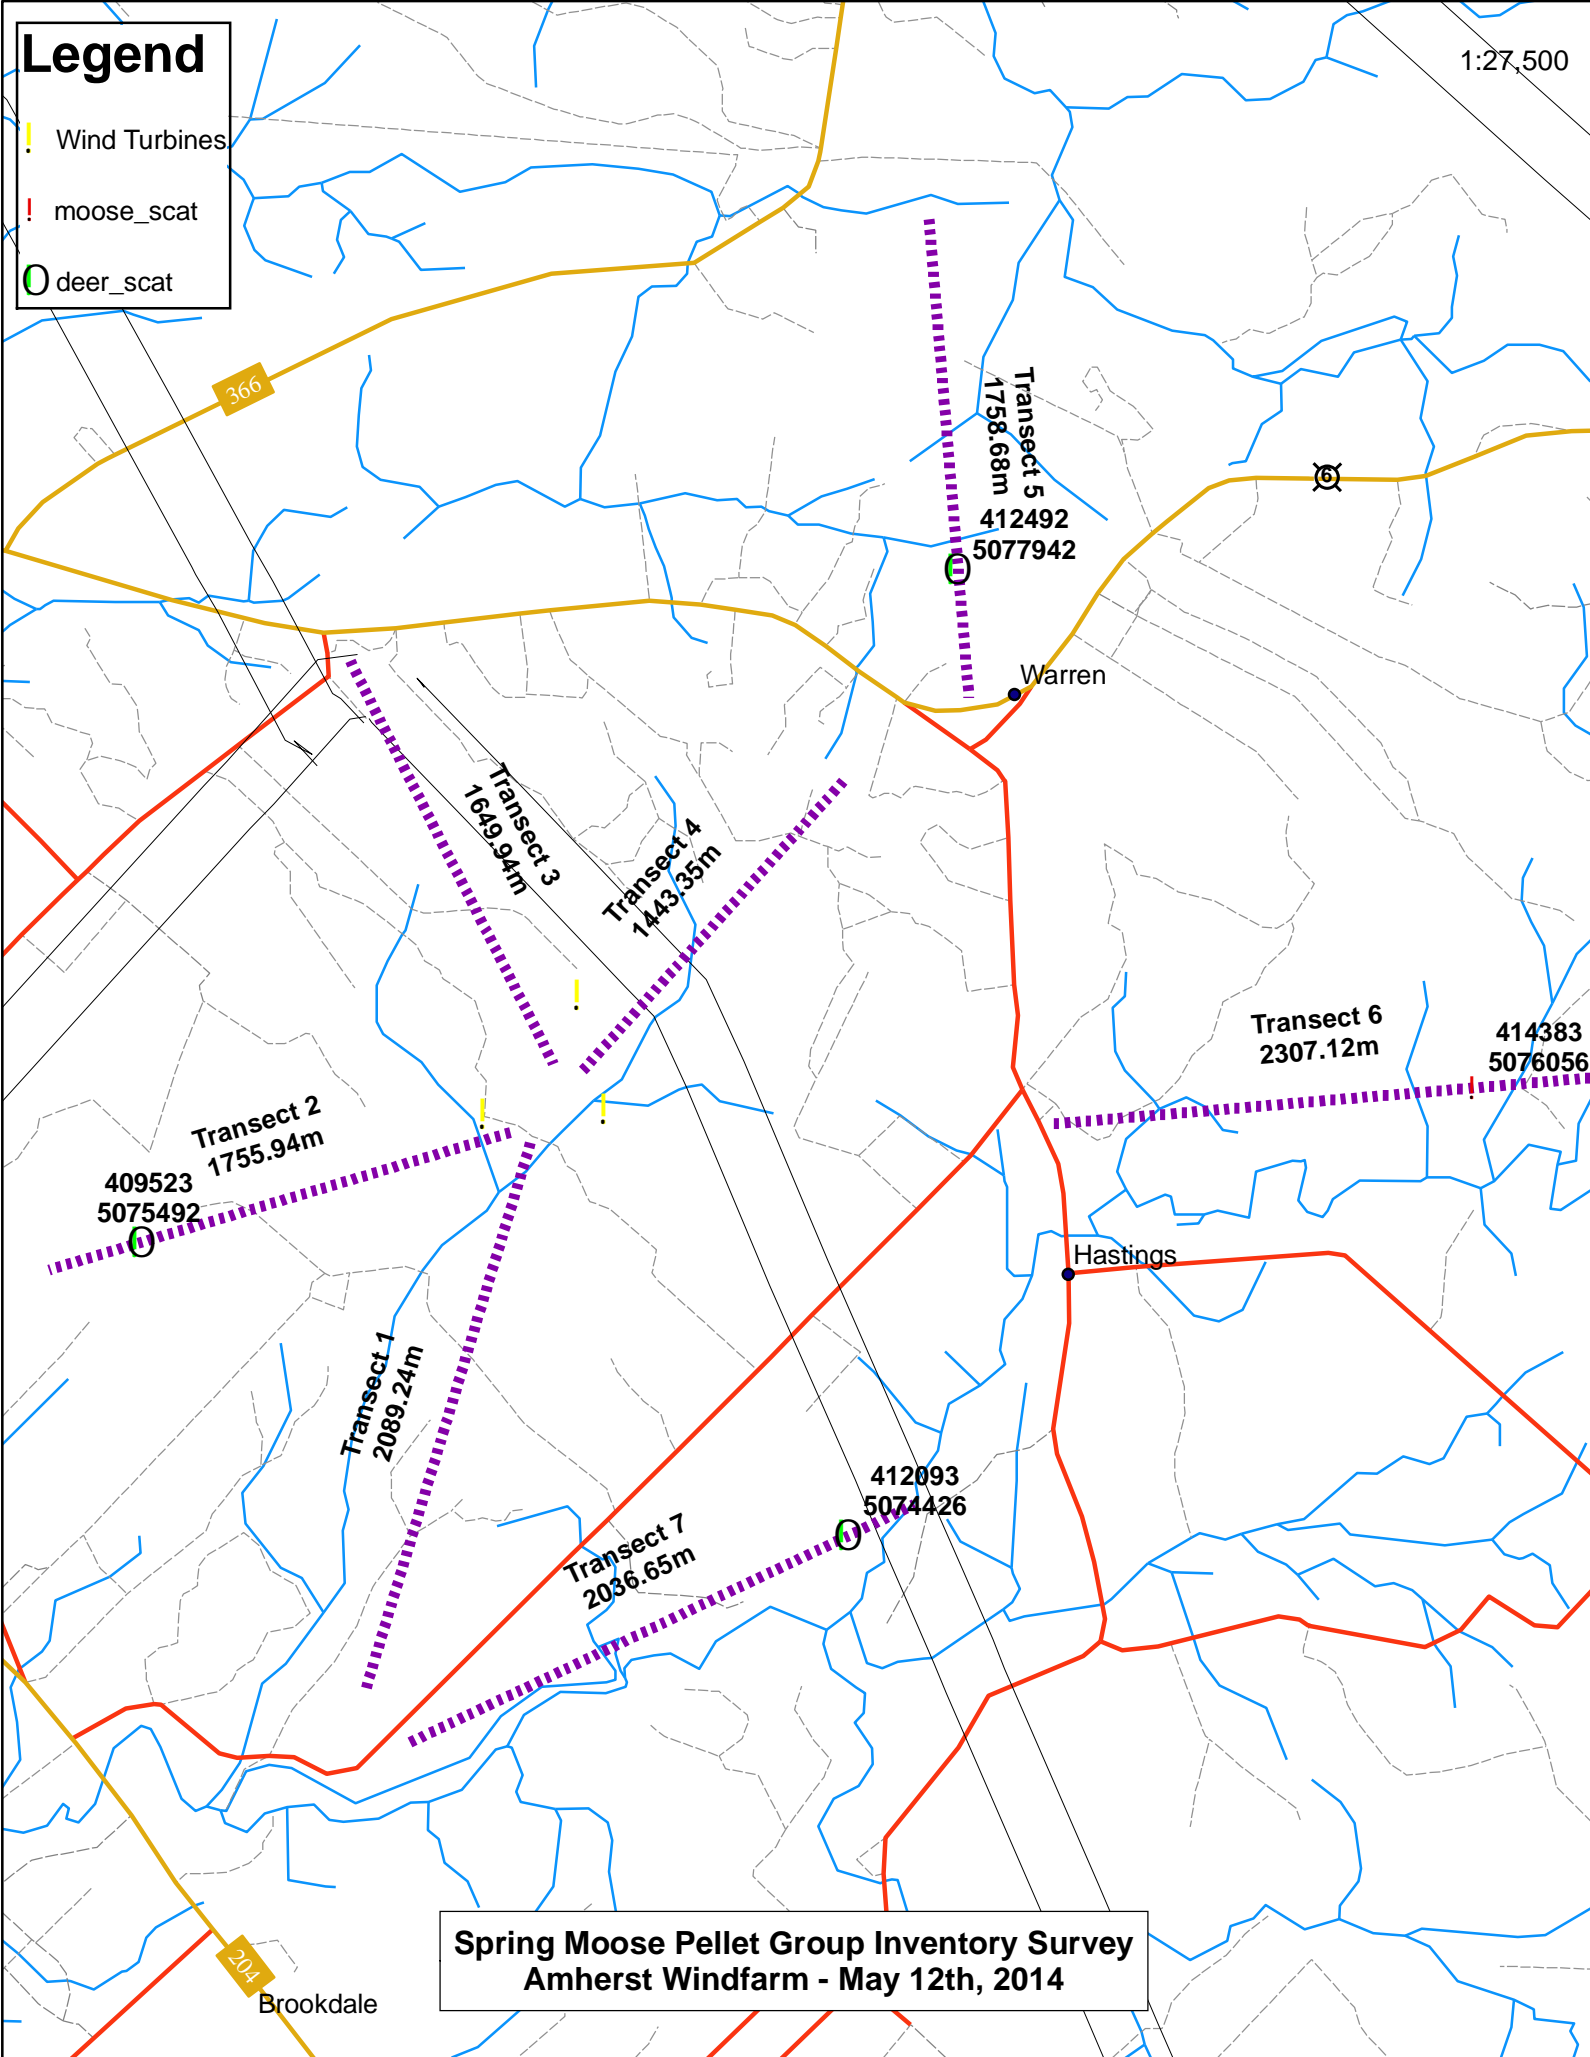 Legend
Wind Turbines
moose_scat
deer_scat
1:27,500
366
Transect 5
1758.68m
412492
5077942
6
Warren
Transect 3
1649.94m
Transect 4
1443.35m
Transect 6
2307.12m
414383
5076056
Transect 2
1755.94m
409523
5075492
Hastings
Transect 1
2089.24m
412093
5074426
Transect 7
2036.65m
Spring Moose Pellet Group Inventory Survey
Amherst Windfarm - May 12th, 2014
204
Brookdale